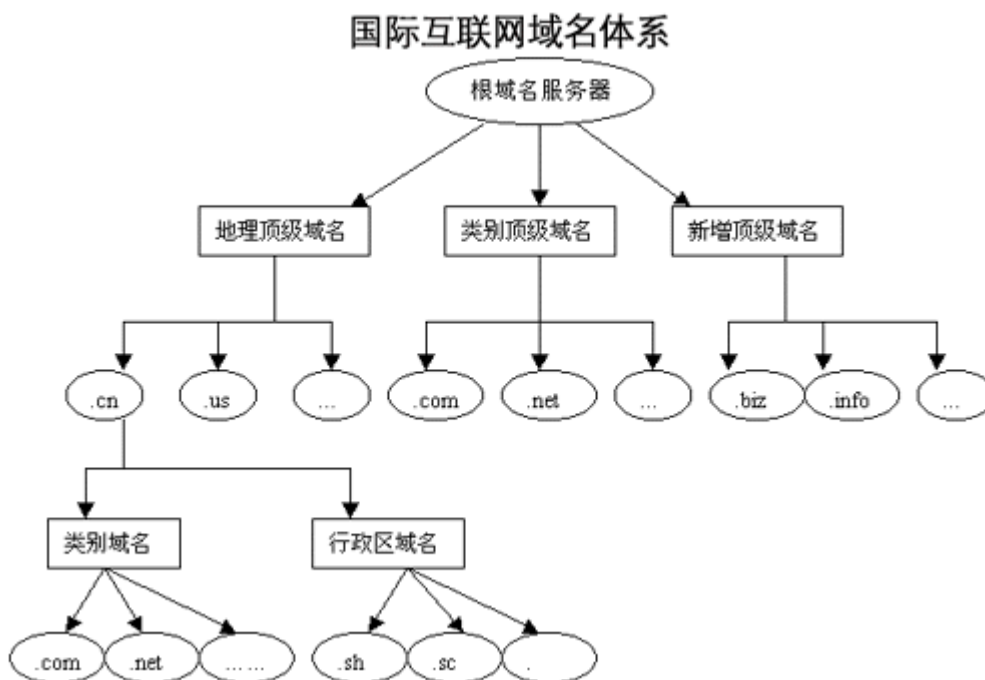 国际互联网域名体系
根域名服务器
地理顶级域名 类别顶级域名 新增顶级域名
.cn .us ... .com .net ... .biz .info ...
类别域名 行政区域名
.com .net …… .sh .sc .